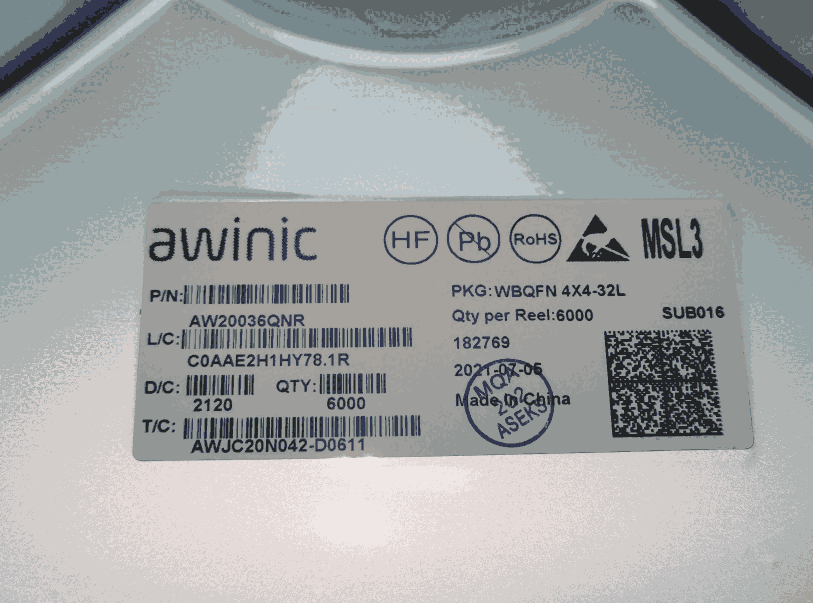 awinic
HF
Pb
RoHS
MSL3
P/N:
AW20036QNR
L/C:
C0AAE2H1HY78.1R
D/C:
2120
QTY:
6000
T/C:
AWJC20N042-D0611
PKG:WBQFN 4X4-32L
Qty per Reel:6000
SUB016
182769
2021-07-05
Made In China
ASEKS